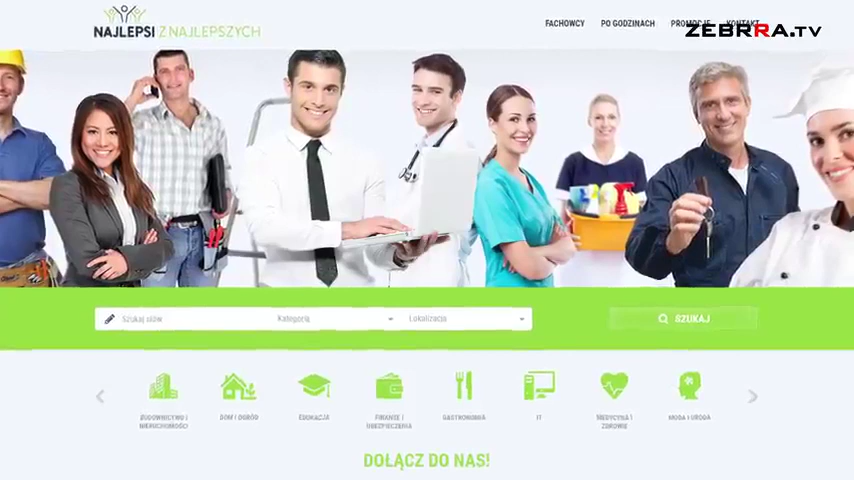 NAJLEPSI Z NAJLEPSZYCH
FACHOWCY PO GODZINACH PROMOCJE KONTAKT
ZEBRRA.TV
Szukaj słów Kategoria Lokalizacja SZUKAJ
BUDOWNICTWO I NIERUCHOMOŚCI
DOM I OGRÓD
EDUKACJA
FINANSE I UBEZPIECZENIA
GASTRONOMIA
IT
MEDYCYNA I ZDROWIE
MODA I URODA
DOŁĄCZ DO NAS!